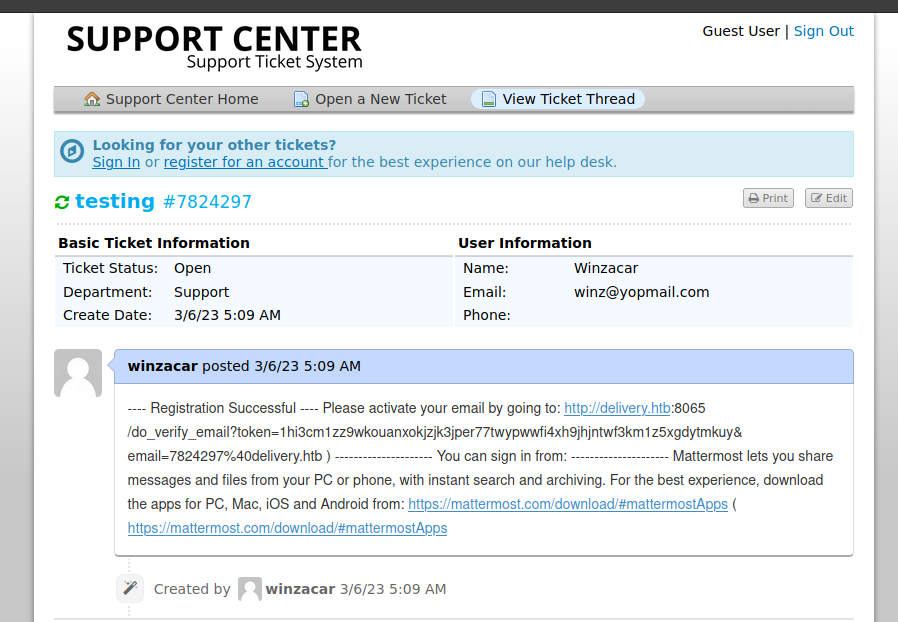 SUPPORT CENTER
Support Ticket System
Guest User | Sign Out
Support Center Home Open a New Ticket View Ticket Thread
Looking for your other tickets?
Sign In or register for an account for the best experience on our help desk.
testing #7824297
Print Edit
Basic Ticket Information
Ticket Status: Open
Department: Support
Create Date: 3/6/23 5:09 AM
User Information
Name: Winzacar
Email: winz@yopmail.com
Phone:
winzacar posted 3/6/23 5:09 AM
---- Registration Successful ---- Please activate your email by going to: http://delivery.htb:8065
/do_verify_email?token=1hi3cm1zz9wkouanxokjzjk3jper77twypwwfi4xh9jhjntwf3km1z5xgdytmkuy&
email=7824297%40delivery.htb ) --------------------- You can sign in from: --------------------- Mattermost lets you share
messages and files from your PC or phone, with instant search and archiving. For the best experience, download
the apps for PC, Mac, iOS and Android from: https://mattermost.com/download/#mattermostApps (
https://mattermost.com/download/#mattermostApps
Created by winzacar 3/6/23 5:09 AM